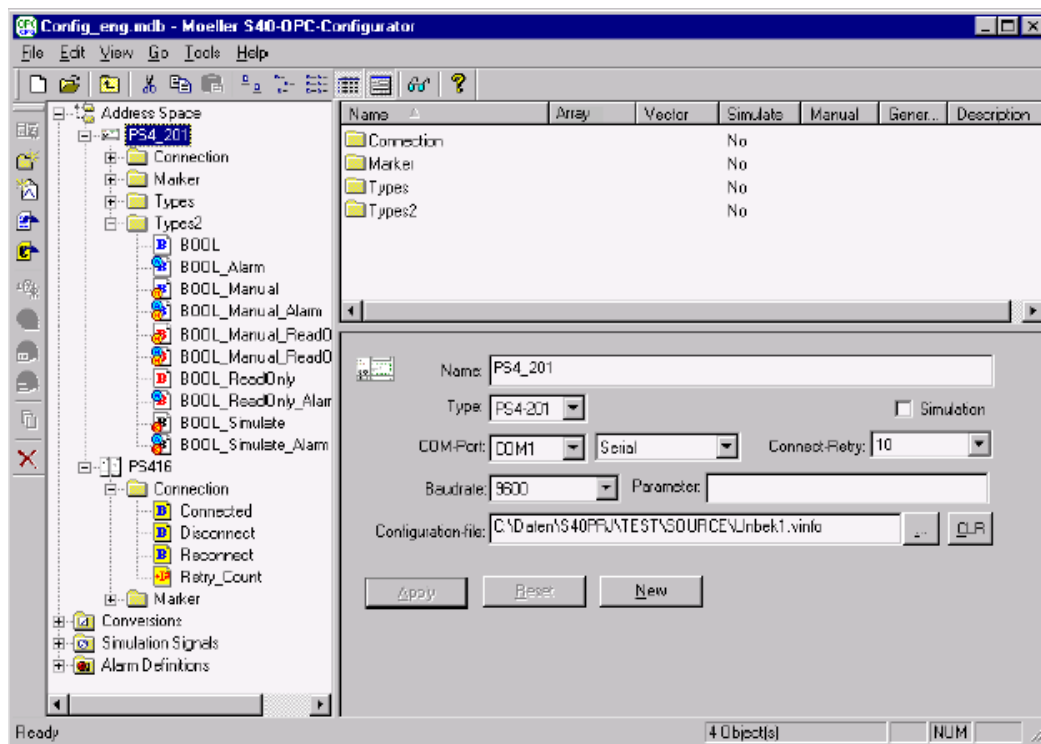 Config_eng.mdb - Moeller S40-OPC-Configurator
File Edit View Go Tools Help
Address Space
PS4_201
Connection
Marker
Types
Types2
BOOL
BOOL_Alarm
BOOL_Manual
BOOL_Manual_Alarm
BOOL_Manual_ReadO
BOOL_Manual_ReadO
BOOL_ReadOnly
BOOL_ReadOnly_Alarr
BOOL_Simulate
BOOL_Simulate_Alarm
PS416
Connection
Connected
Disconnect
Reconnect
Retry_Count
Marker
Conversions
Simulation Signals
Alarm Definitions
Name Array Vector Simulate Manual Gener... Description
Connection No
Marker No
Types No
Types2 No
Name: PS4_201
Type: PS4-201 Simulation
COM-Port: COM1 Serial Connect-Retry: 10
Baudrate: 9600 Parameter:
Configuration-file: C:\Daten\S40PRJ\TEST\SOURCE\Unbek1.vinfo ... CLR
Apply Reset New
Ready 4 Object(s) NUM